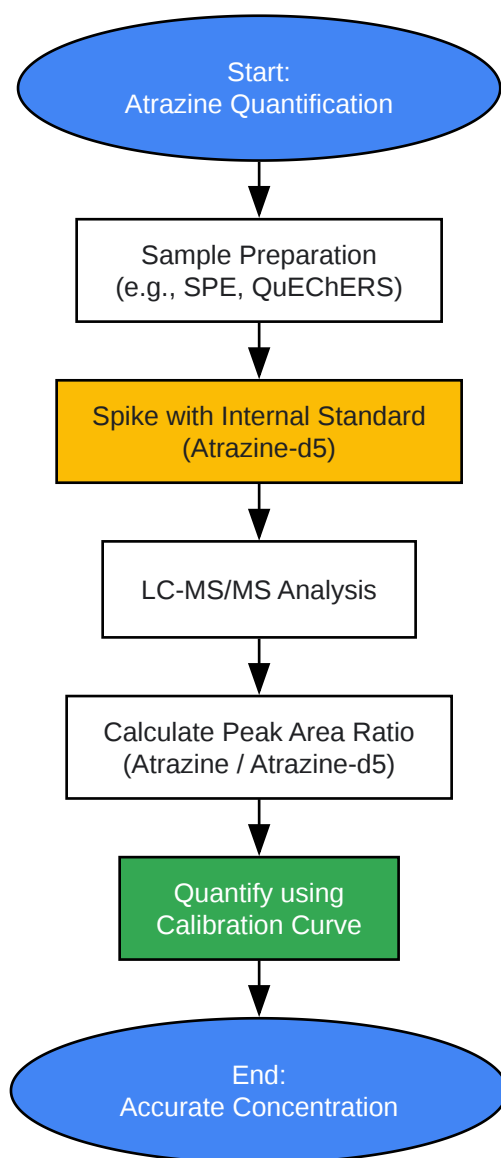 Start:
Atrazine Quantification
Sample Preparation
(e.g., SPE, QuEChERS)
Spike with Internal Standard
(Atrazine-d5)
LC-MS/MS Analysis
Calculate Peak Area Ratio
(Atrazine / Atrazine-d5)
Quantify using
Calibration Curve
End:
Accurate Concentration